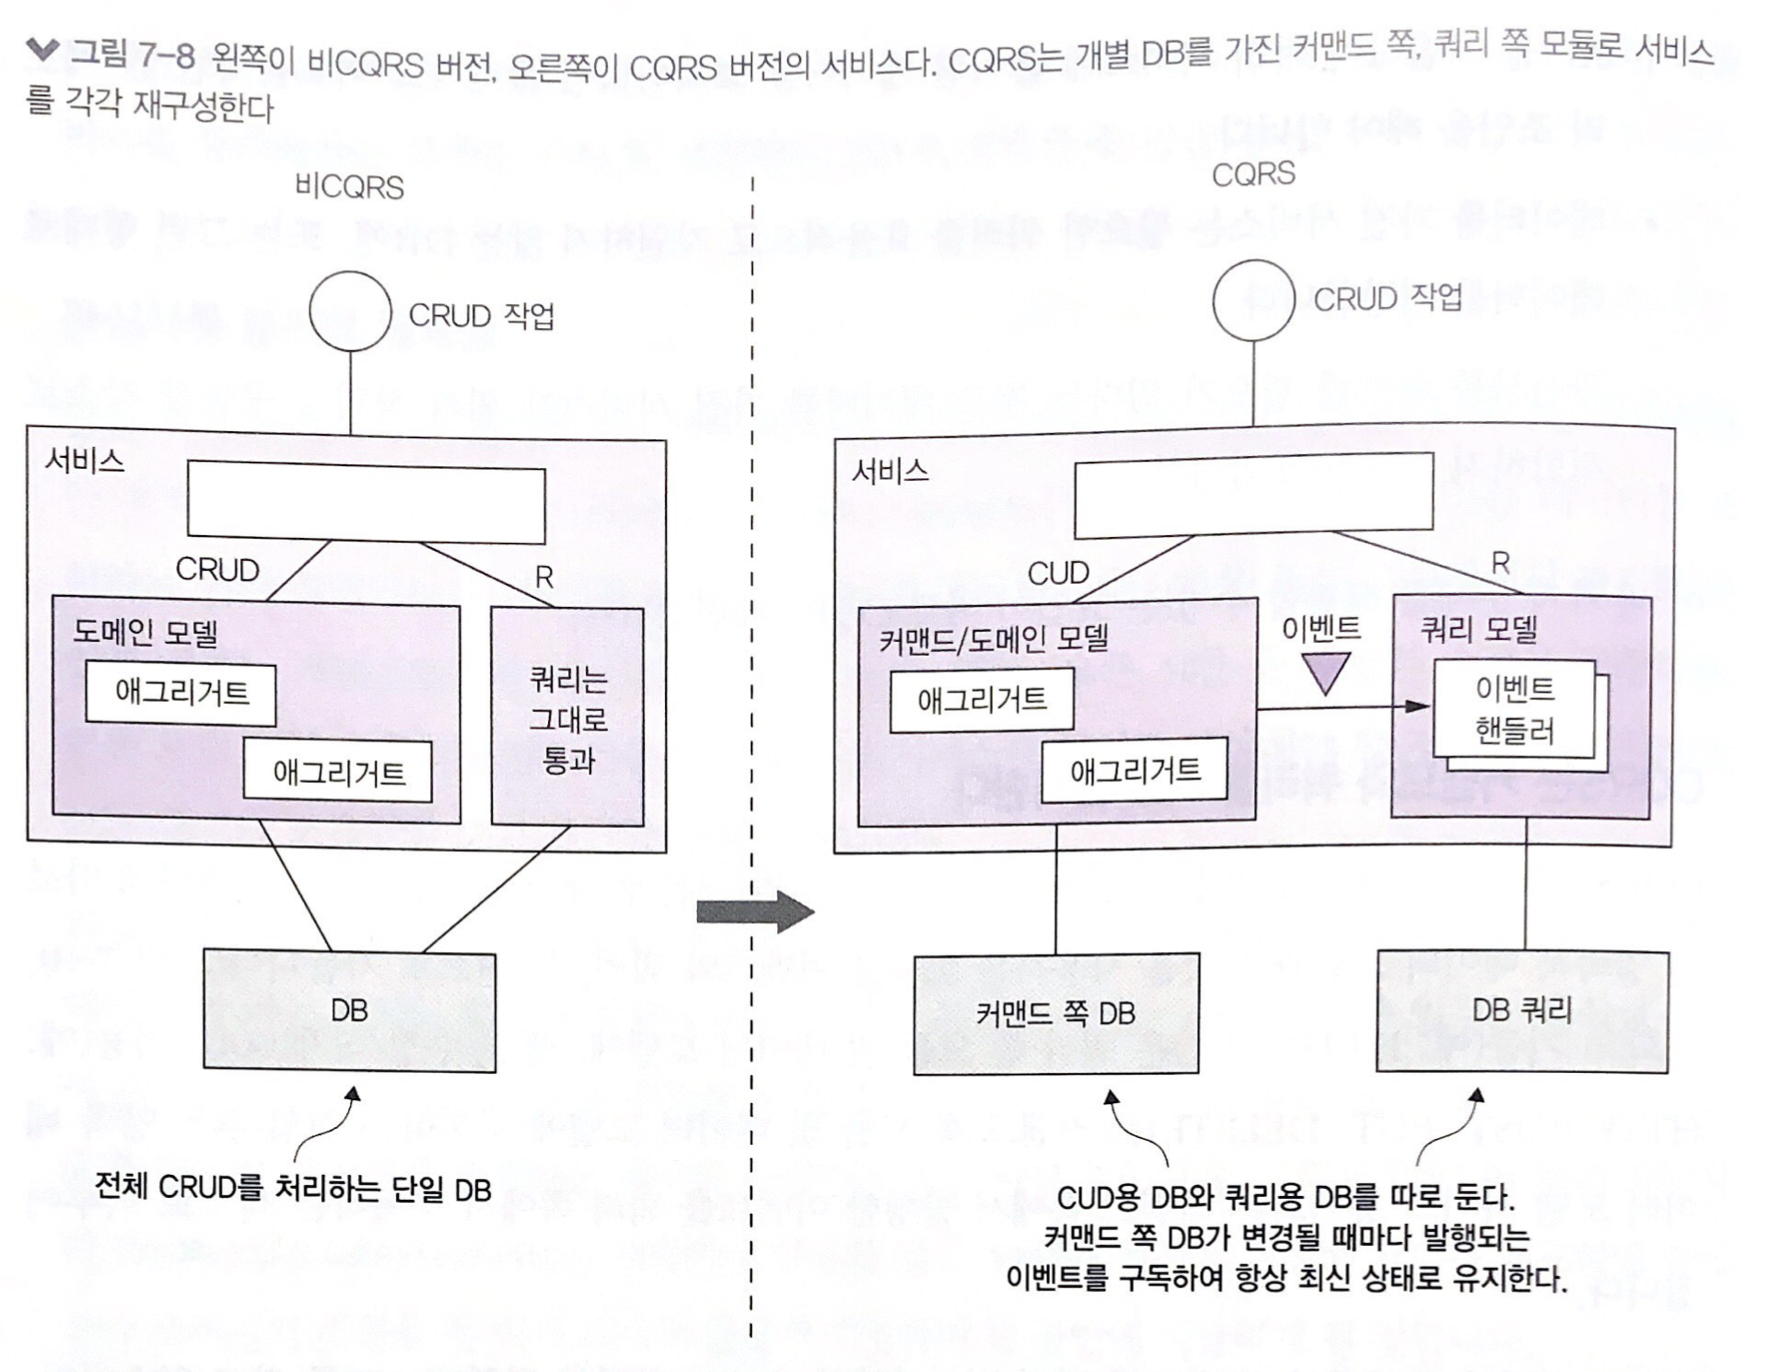 그림 7-8 왼쪽이 비CQRS 버전, 오른쪽이 CQRS 버전의 서비스다. CQRS는 개별 DB를 가진 커맨드 쪽, 쿼리 쪽 모듈로 서비스
를 각각 재구성한다
비CQRS
CRUD 작업
서비스
CRUD
R
도메인 모델
애그리거트
애그리거트
쿼리는
그대로
통과
DB
전체 CRUD를 처리하는 단일 DB
CQRS
CRUD 작업
서비스
CUD
R
커맨드/도메인 모델
애그리거트
애그리거트
이벤트
쿼리 모델
이벤트
핸들러
커맨드 쪽 DB
DB 쿼리
CUD용 DB와 쿼리용 DB를 따로 둔다.
커맨드 쪽 DB가 변경될 때마다 발행되는
이벤트를 구독하여 항상 최신 상태로 유지한다.